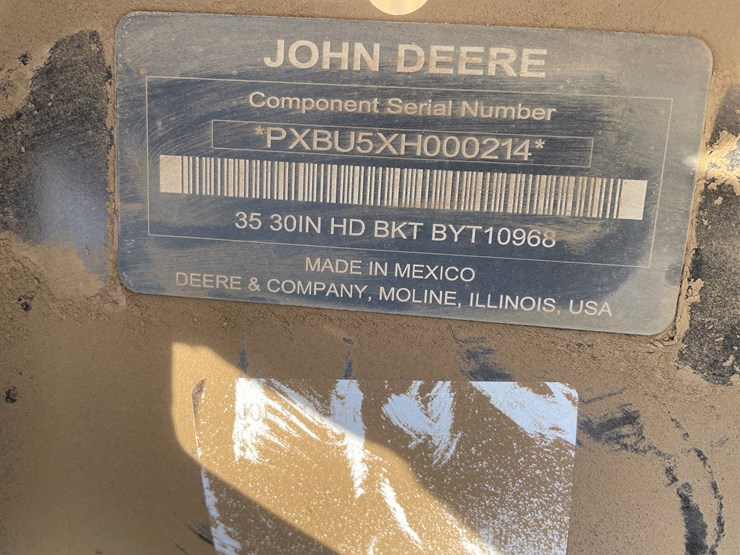 JOHN DEERE
Component Serial Number
*PXBU5XH000214*
35 30IN HD BKT BYT10968
MADE IN MEXICO
DEERE & COMPANY, MOLINE, ILLINOIS, USA